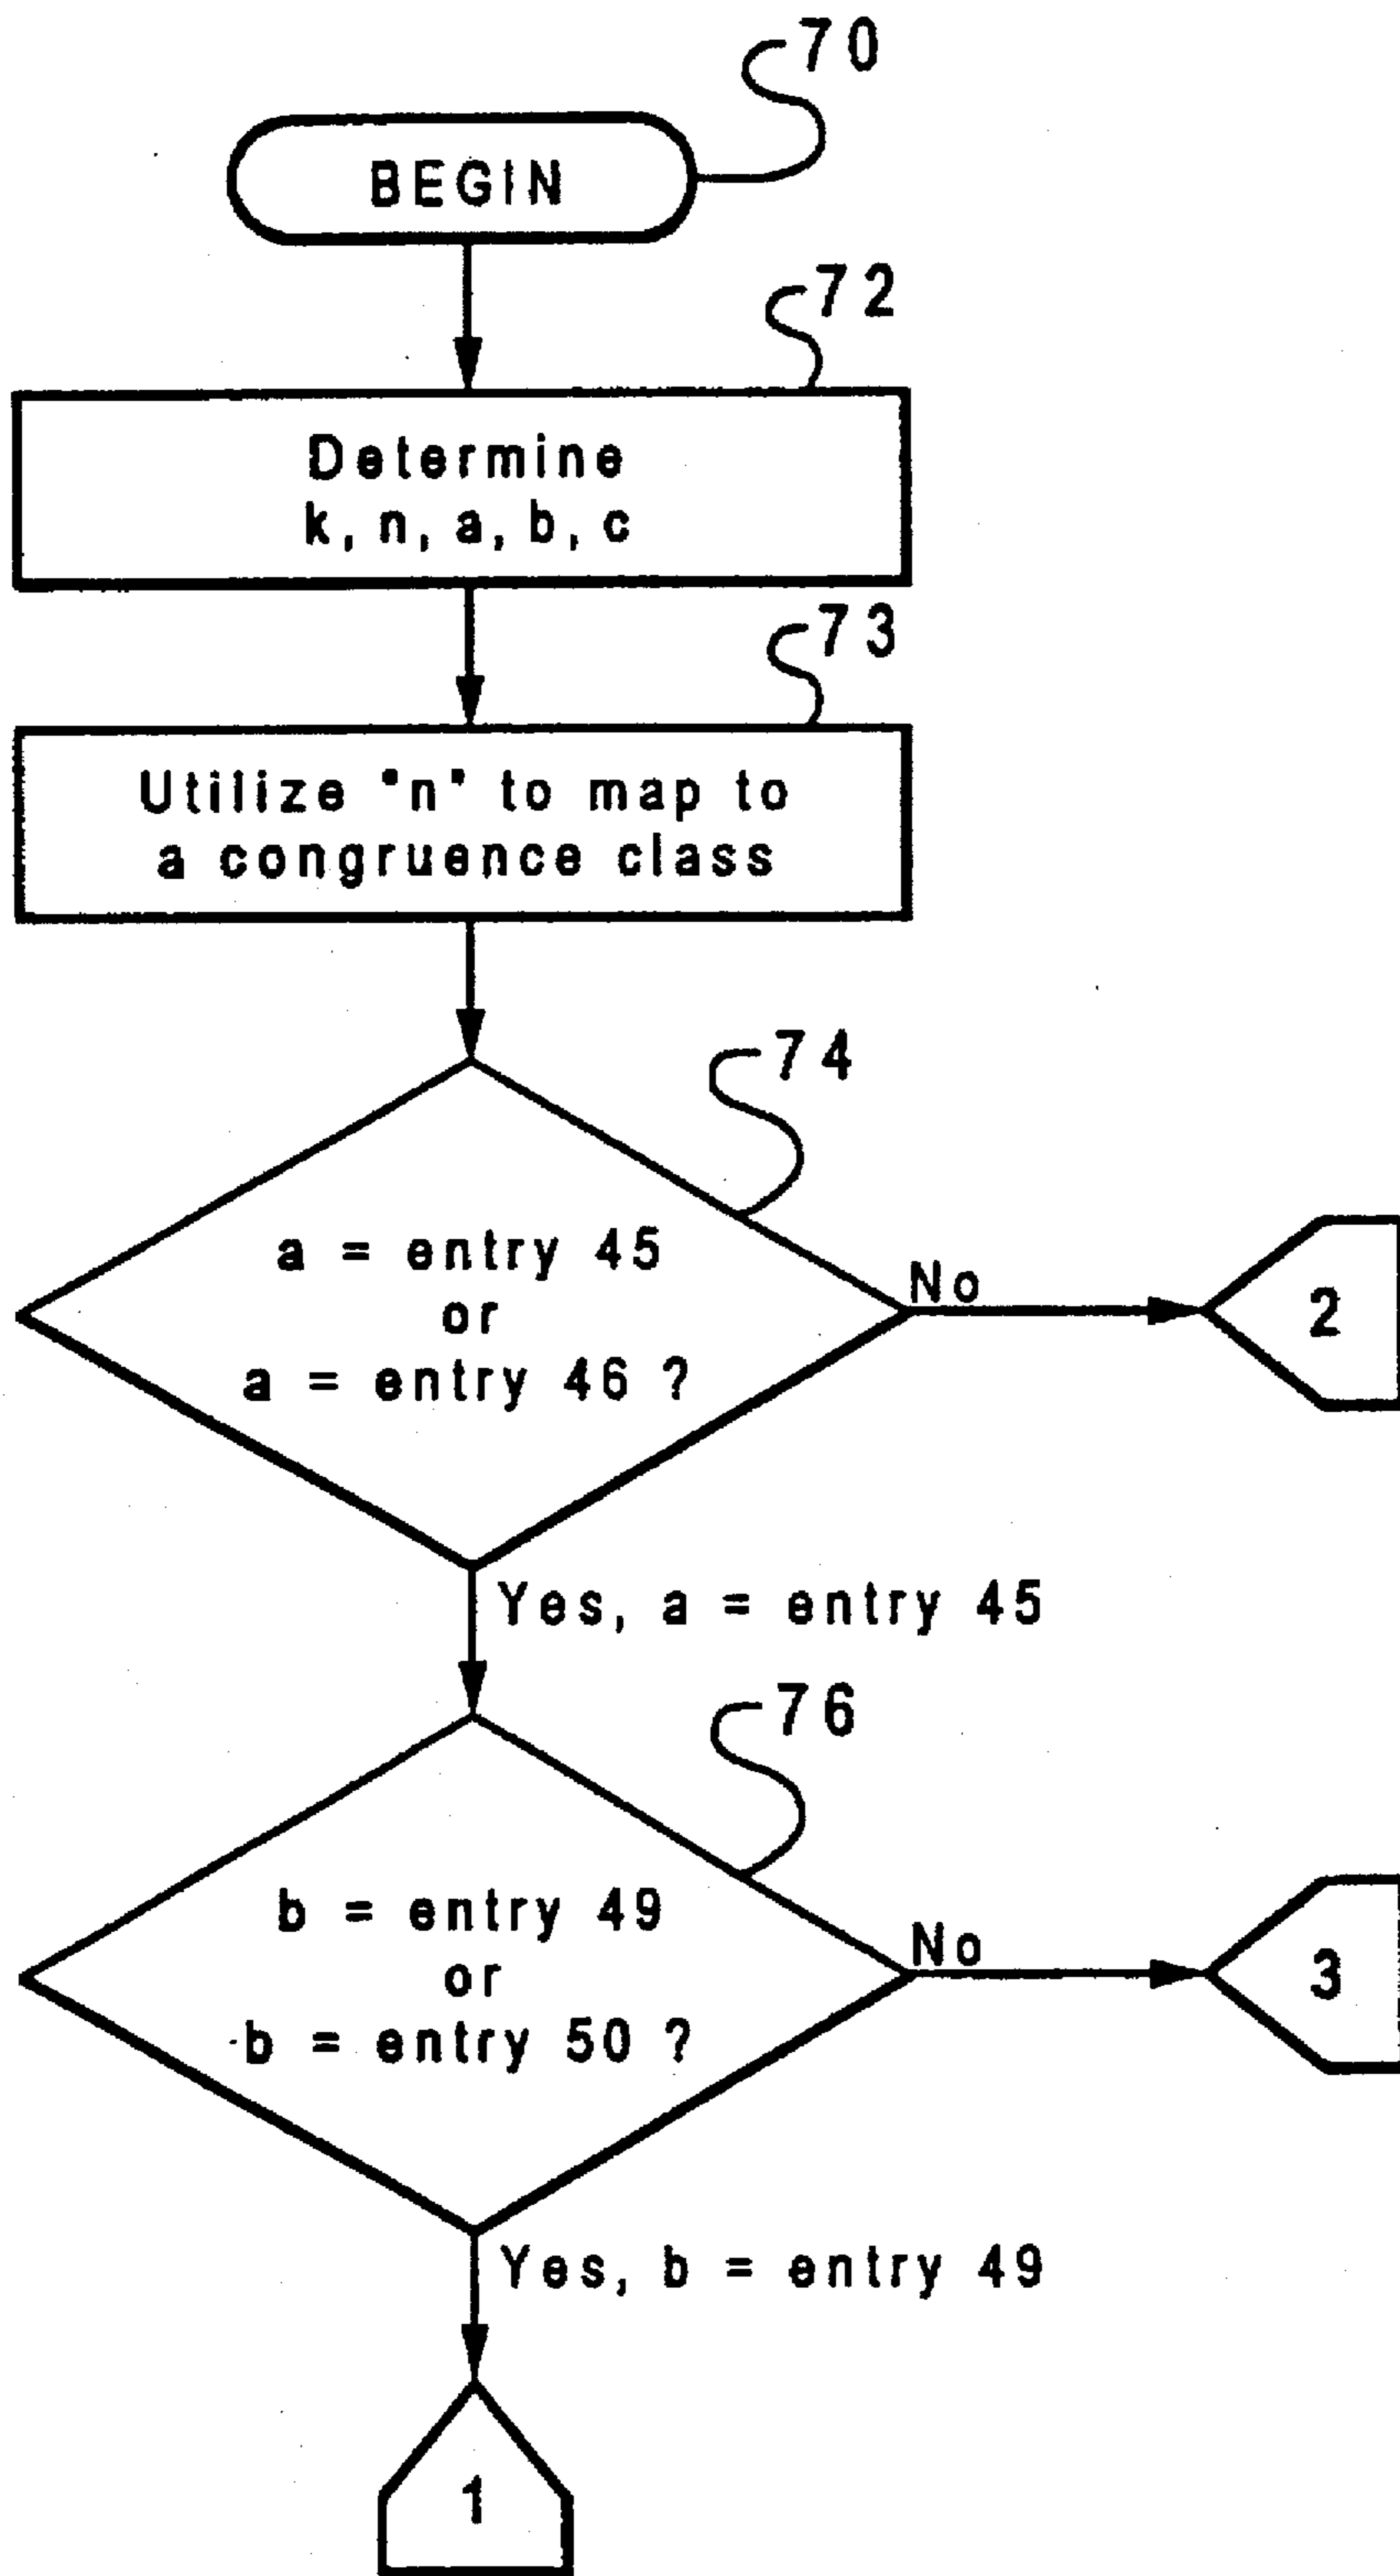 70
BEGIN
72
Determine
k, n, a, b, c
73
Utilize "n" to map to
a congruence class
74
a = entry 45
or
a = entry 46 ?
No
2
Yes, a = entry 45
76
b = entry 49
or
b = entry 50 ?
No
3
Yes, b = entry 49
1